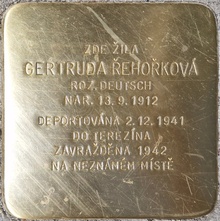 ZDE ŽILA
GERTRUDA ŘEHOŘKOVÁ
ROZ. DEUTSCH
NAR. 13. 9. 1912
DEPORTOVÁNA 2. 12. 1941
DO TEREZÍNA
ZAVRAŽDĚNA 1942
NA NEZNÁMÉM MÍSTĚ